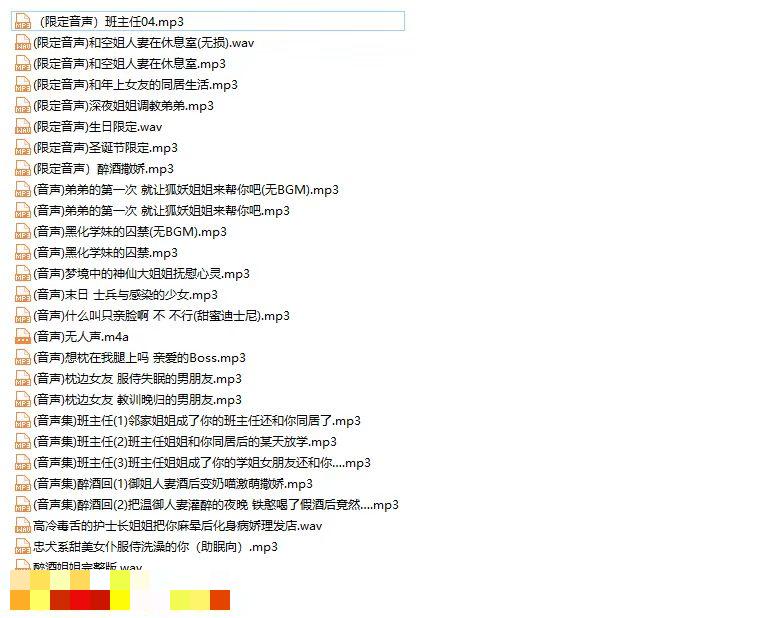 （限定音声）班主任04.mp3
(限定音声)和空姐人妻在休息室(无损).wav
(限定音声)和空姐人妻在休息室.mp3
(限定音声)和年上女友的同居生活.mp3
(限定音声)深夜姐姐调教弟弟.mp3
(限定音声)生日限定.wav
(限定音声)圣诞节限定.mp3
(限定音声）醉酒撒娇.mp3
(音声)弟弟的第一次 就让狐妖姐姐来帮你吧(无BGM).mp3
(音声)弟弟的第一次 就让狐妖姐姐来帮你吧.mp3
(音声)黑化学妹的囚禁(无BGM).mp3
(音声)黑化学妹的囚禁.mp3
(音声)梦境中的神仙大姐姐抚慰心灵.mp3
(音声)末日 士兵与感染的少女.mp3
(音声)什么叫只亲脸啊 不 不行(甜蜜迪士尼).mp3
(音声)无人声.m4a
(音声)想枕在我腿上吗 亲爱的Boss.mp3
(音声)枕边女友 服侍失眠的男朋友.mp3
(音声)枕边女友 教训晚归的男朋友.mp3
(音声集)班主任(1)邻家姐姐成了你的班主任还和你同居了.mp3
(音声集)班主任(2)班主任姐姐和你同居后的某天放学.mp3
(音声集)班主任(3)班主任姐姐成了你的学姐女朋友还和你....mp3
(音声集)醉酒回(1)御姐人妻酒后变奶喵激萌撒娇.mp3
(音声集)醉酒回(2)把温御人妻灌醉的夜晚 铁憨喝了假酒后竟然....mp3
高冷毒舌的护士长姐姐把你麻晕后化身病娇理发店.wav
忠犬系甜美女仆服侍洗澡的你（助眠向）.mp3
醉酒姐姐完整版.wav